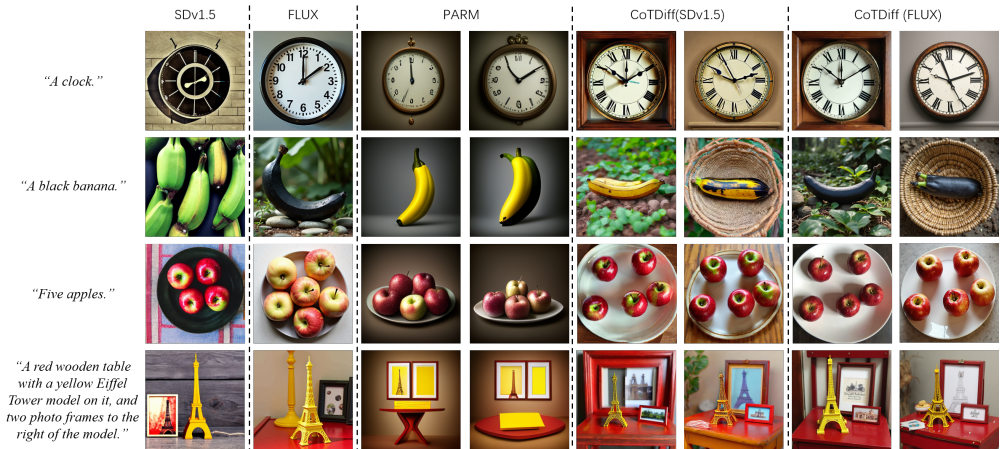 SDv1.5 FLUX PARM CoTDiff(SDv1.5) CoTDiff (FLUX)
“A clock.”
“A black banana.”
“Five apples.”
“A red wooden table
with a yellow Eiffel
Tower model on it, and
two photo frames to the
right of the model.”